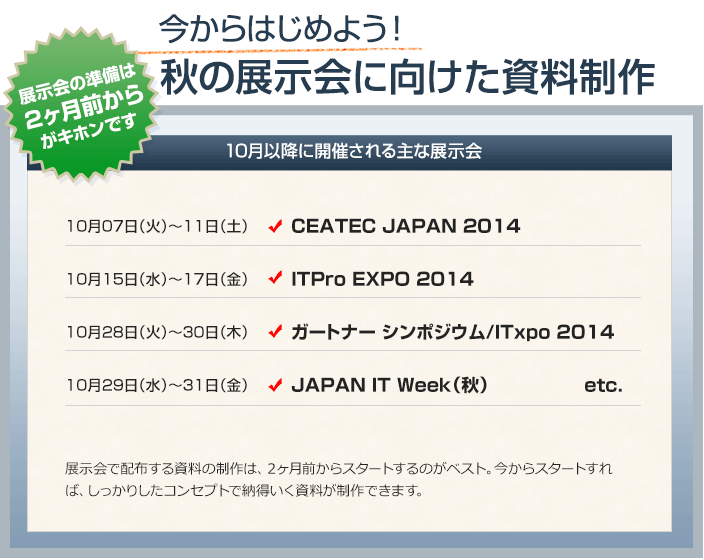 今からはじめよう!
秋の展示会に向けた資料制作
展示会の準備は
2ヶ月前から
がキホンです
10月以降に開催される主な展示会
10月07日(火)〜11日(土) CEATEC JAPAN 2014
10月15日(水)〜17日(金) ITPro EXPO 2014
10月28日(火)〜30日(木) ガートナー シンポジウム/ITxpo 2014
10月29日(水)〜31日(金) JAPAN IT Week(秋) etc.
展示会で配布する資料の制作は、2ヶ月前からスタートするのがベスト。今からスタートすれ
ば、しっかりしたコンセプトで納得いく資料が制作できます。